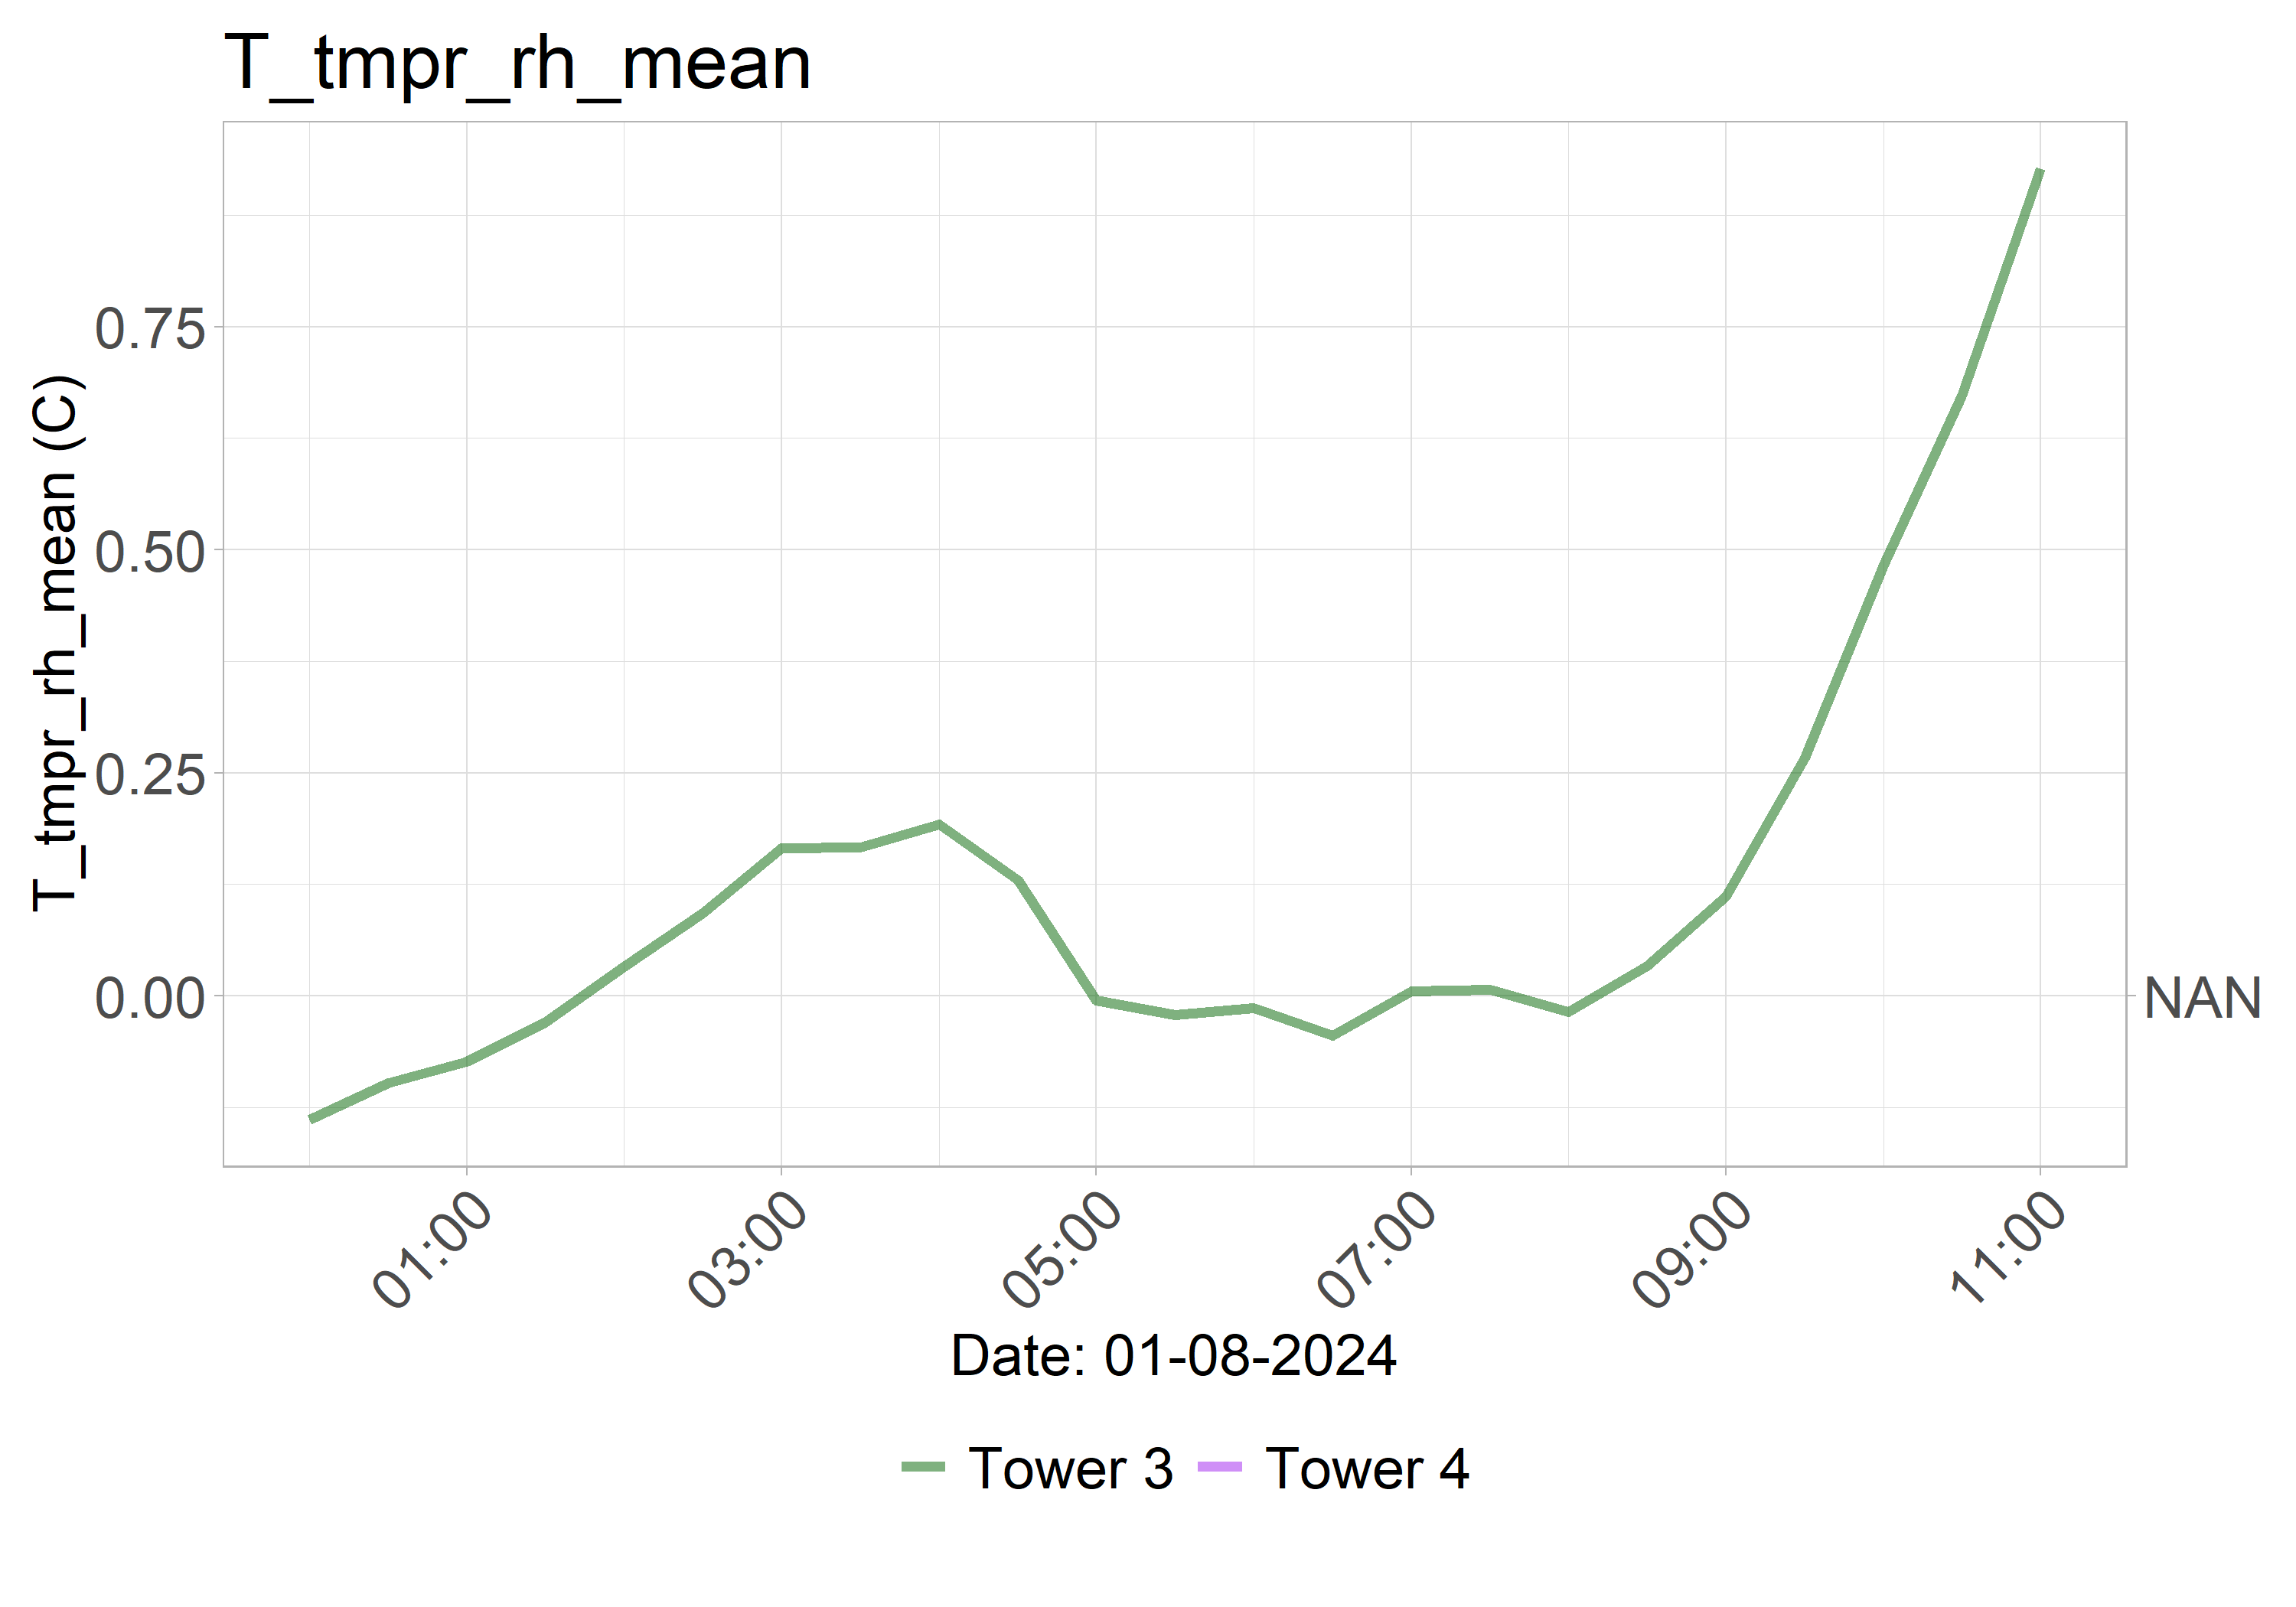 T_tmpr_rh_mean
T_tmpr_rh_mean (C)
0.75
0.50
0.25
0.00
NAN
01:00
03:00
05:00
07:00
09:00
11:00
Date: 01-08-2024
Tower 3
Tower 4